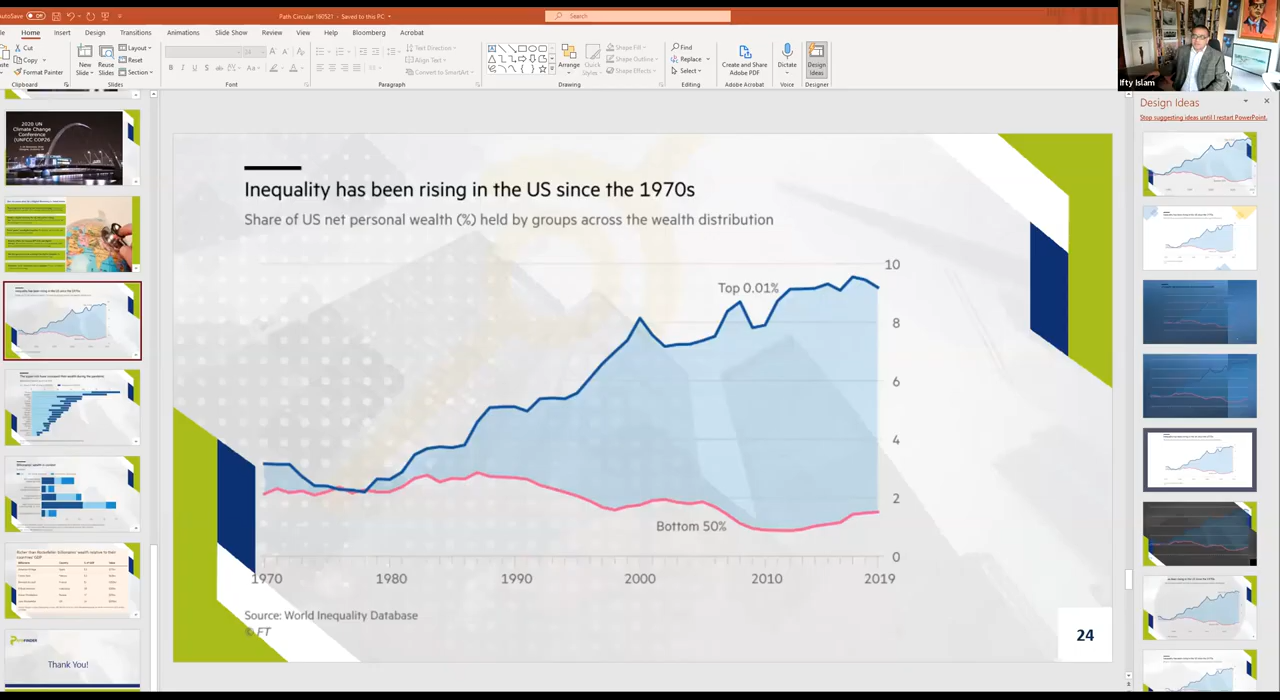 AutoSave Off
Path Circular 160521 - Saved to this PC
Search
Home Insert Design Transitions Animations Slide Show Review View Help Bloomberg Acrobat
Cut
Copy
Format Painter
Clipboard
New Slide
Reuse Slides
Layout
Reset
Section
Slides
B I U S
Aa
Font
Text Direction
Align Text
Convert to SmartArt
Paragraph
Arrange
Quick Styles
Shape Fill
Shape Outline
Shape Effects
Drawing
Find
Replace
Select
Editing
Create and Share Adobe PDF
Adobe Acrobat
Dictate
Voice
Design Ideas
Designer
Ifty Islam
2020 UN
Climate Change
Conference
(UNFCC COP26
Thank You!
Inequality has been rising in the US since the 1970s
Share of US net personal wealth (%) held by groups across the wealth distribution
10
Top 0.01%
8
6
4
2
Bottom 50%
0
1970 1980 1990 2000 2010 2019
Source: World Inequality Database
© FT
24
Design Ideas
Stop suggesting ideas until I restart PowerPoint.